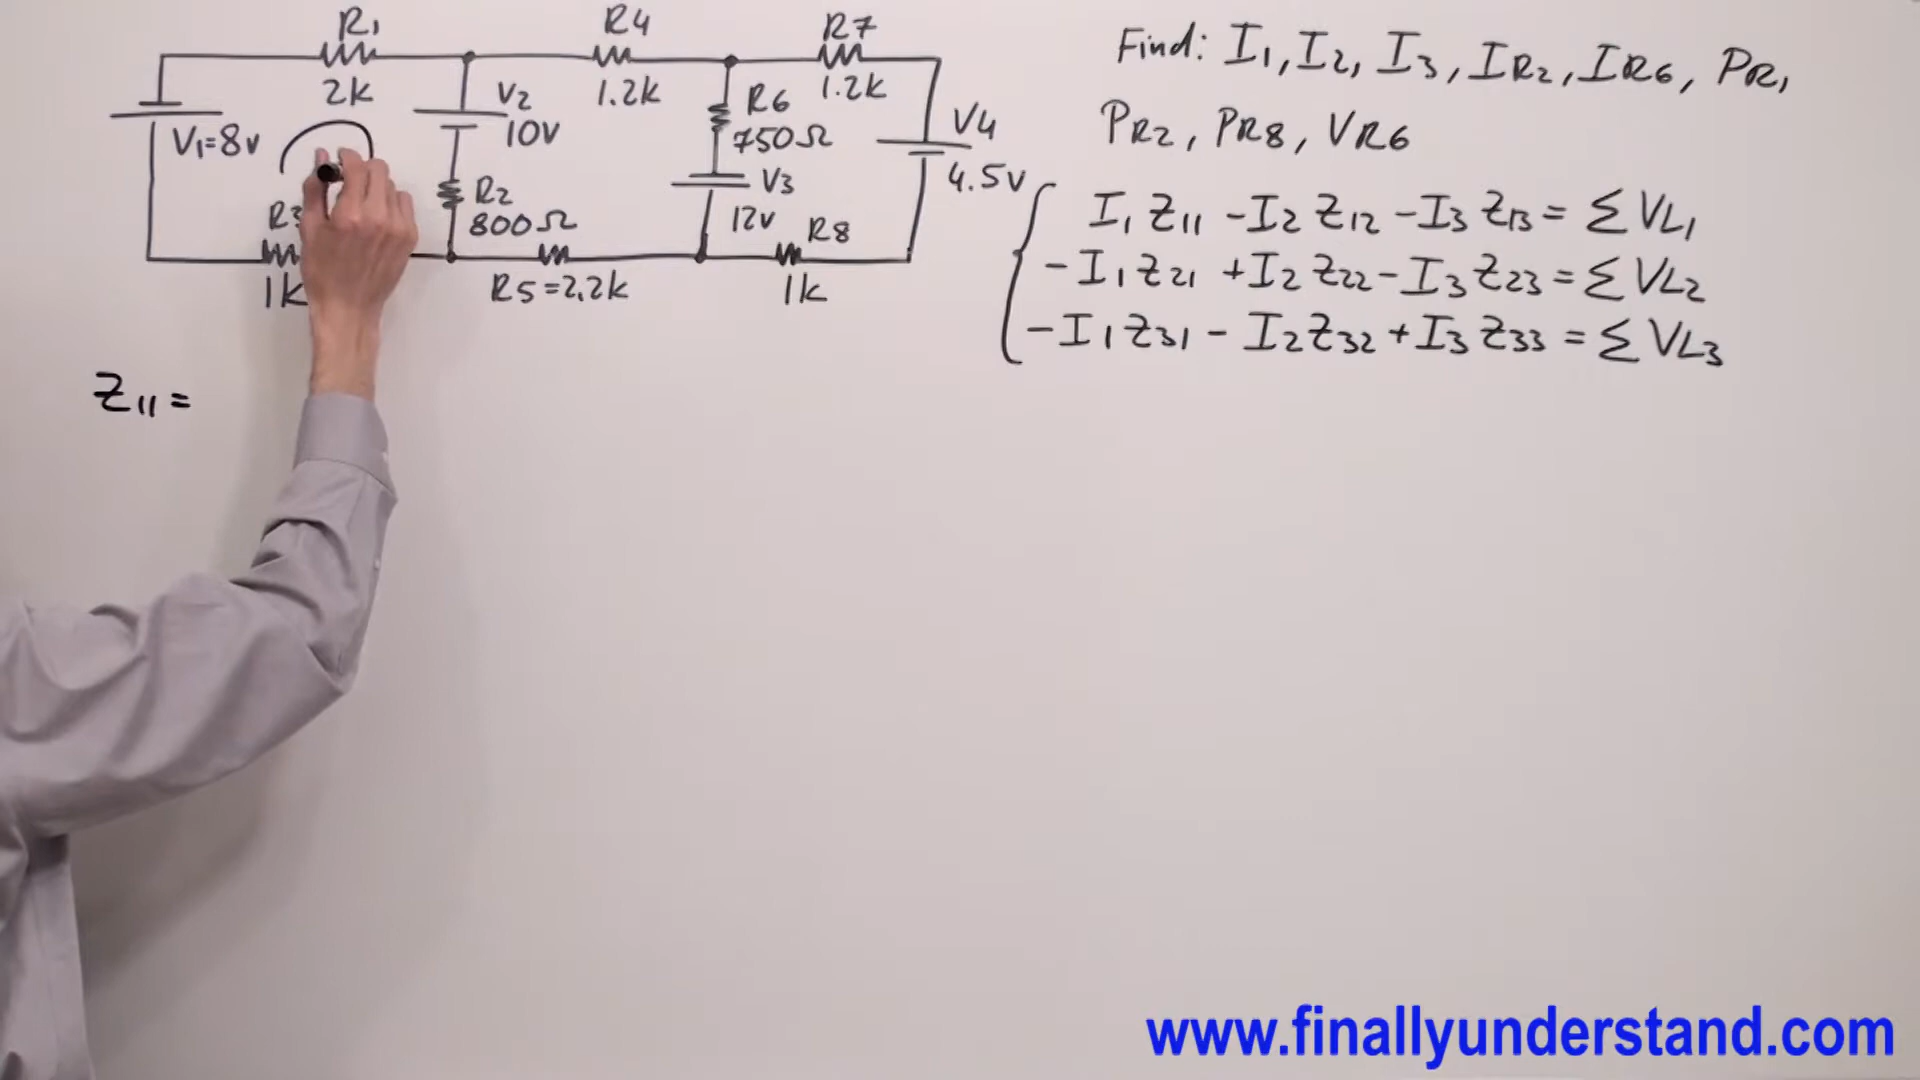 R1 R4 R7
2k V2 10v 1.2k R6 750Ω 1.2k V4 4.5v
V1=8v
R2 800Ω V3 12v R8
R3 1k R5=2.2k 1k
Find: I1, I2, I3, IR2, IR6, PR1
PR2, PR8, VR6
I1 Z11 -I2 Z12 -I3 Z13 = ∑ VL1
-I1 Z21 +I2 Z22 -I3 Z23 = ∑ VL2
-I1 Z31 - I2 Z32 +I3 Z33 = ∑ VL3
Z11 =
www.finallyunderstand.com